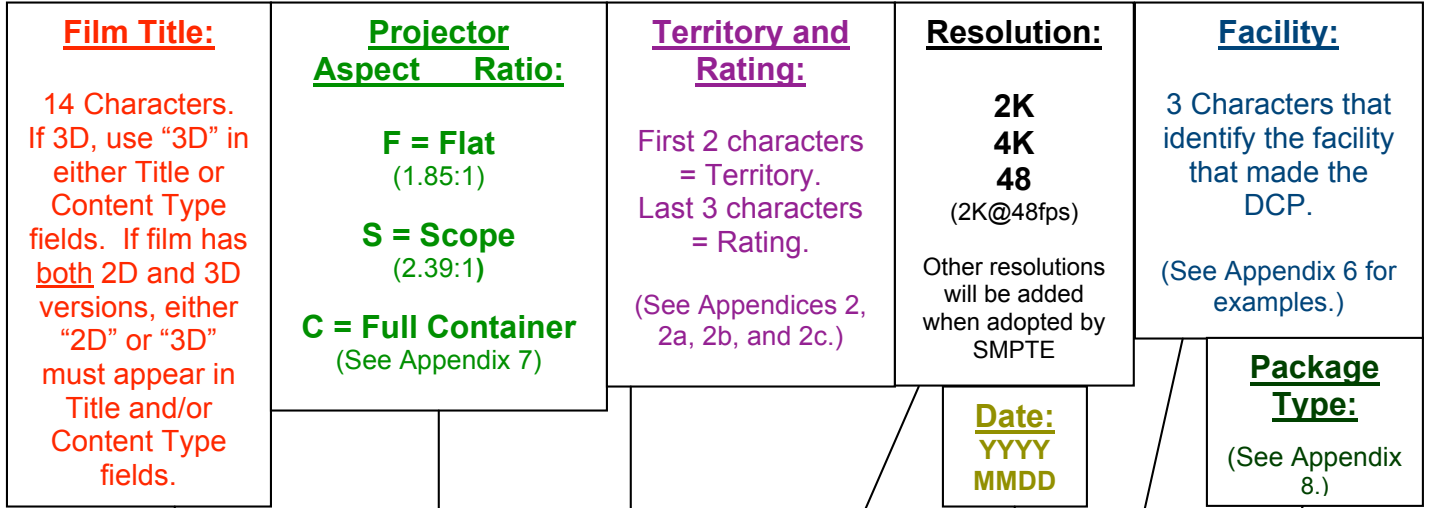 Film Title:
14 Characters.
If 3D, use “3D” in
either Title or
Content Type
fields.  If film has
both 2D and 3D
versions, either
“2D” or “3D”
must appear in
Title and/or
Content Type
fields.
Projector
Aspect Ratio:
F = Flat
(1.85:1)
S = Scope
(2.39:1)
C = Full Container
(See Appendix 7)
Territory and
Rating:
First 2 characters
= Territory.
Last 3 characters
= Rating.
(See Appendices 2,
2a, 2b, and 2c.)
Resolution:
2K
4K
48
(2K@48fps)
Other resolutions
will be added
when adopted by
SMPTE
Date:
YYYY
MMDD
Facility:
3 Characters that
identify the facility
that made the
DCP.
(See Appendix 6 for
examples.)
Package
Type:
(See Appendix
8.)